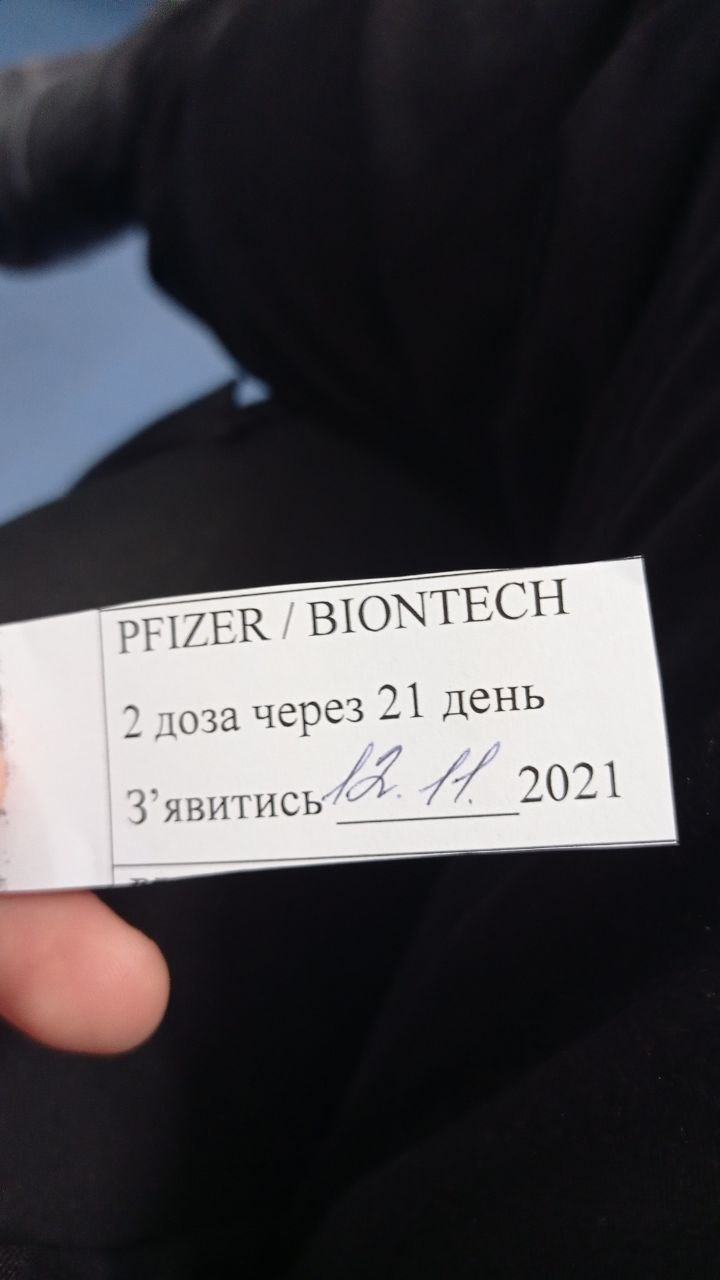 PFIZER / BIONTECH
2 доза через 21 день
З’явитись 12.11. 2021